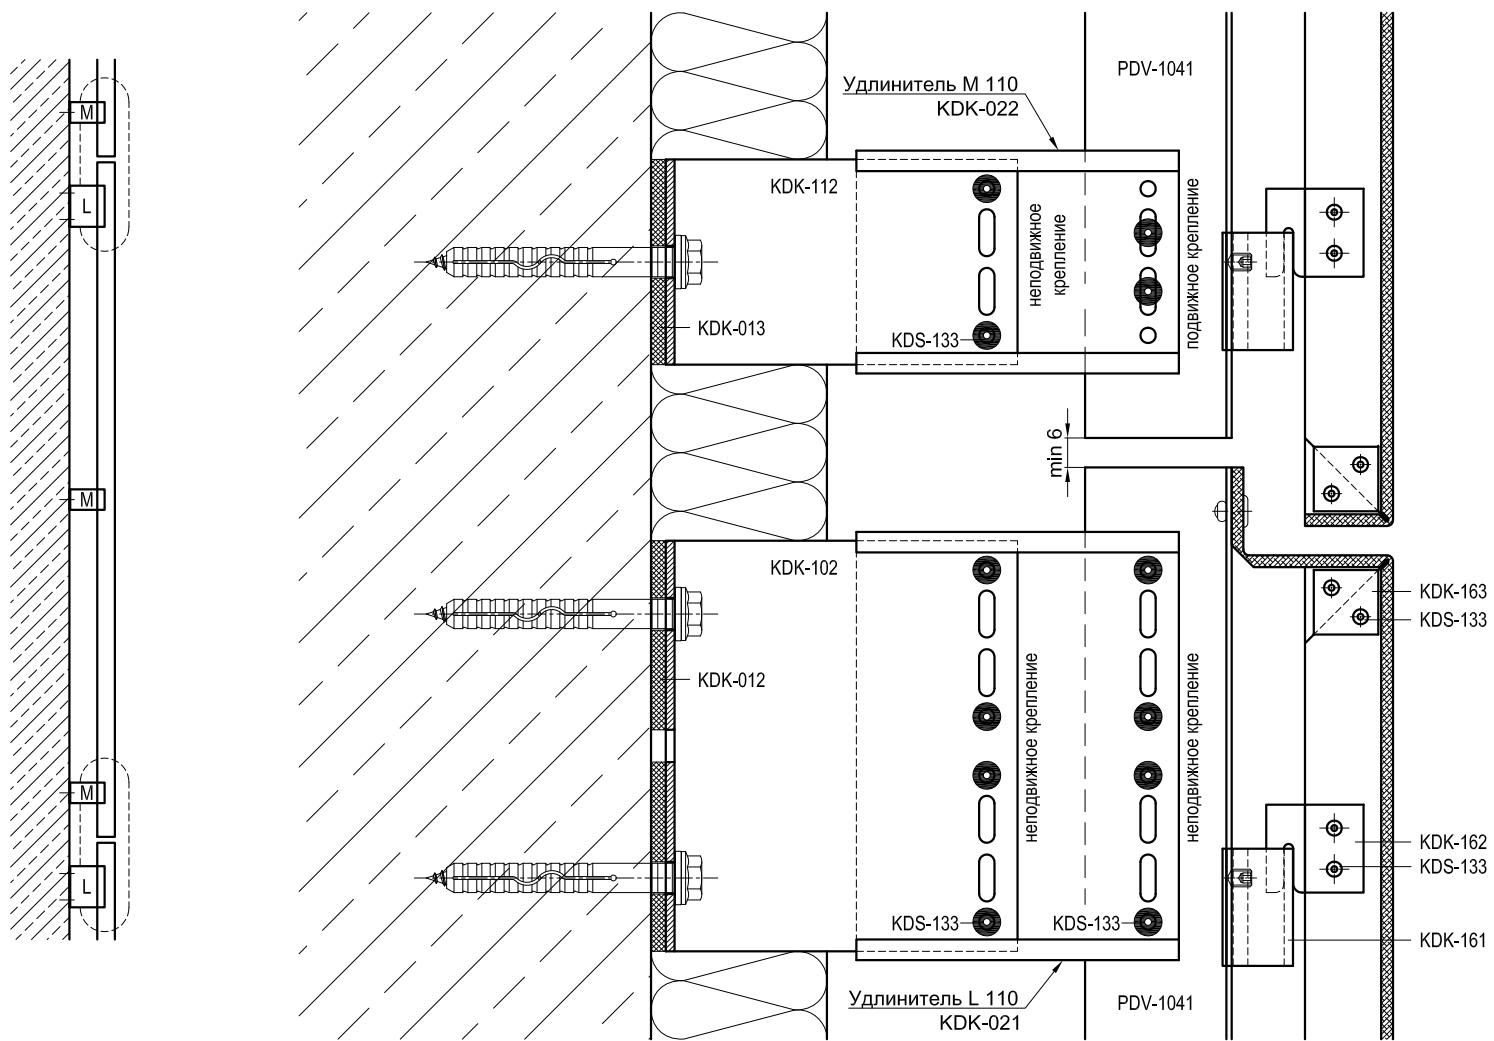 M
L
M
M
L
Удлинитель M 110
KDK-022
PDV-1041
KDK-112
неподвижное
крепление
подвижное крепление
KDK-013
KDS-133
min 6
KDK-102
KDK-163
KDS-133
KDK-012
неподвижное крепление
неподвижное крепление
KDK-162
KDS-133
KDS-133
KDS-133
KDK-161
Удлинитель L 110
KDK-021
PDV-1041